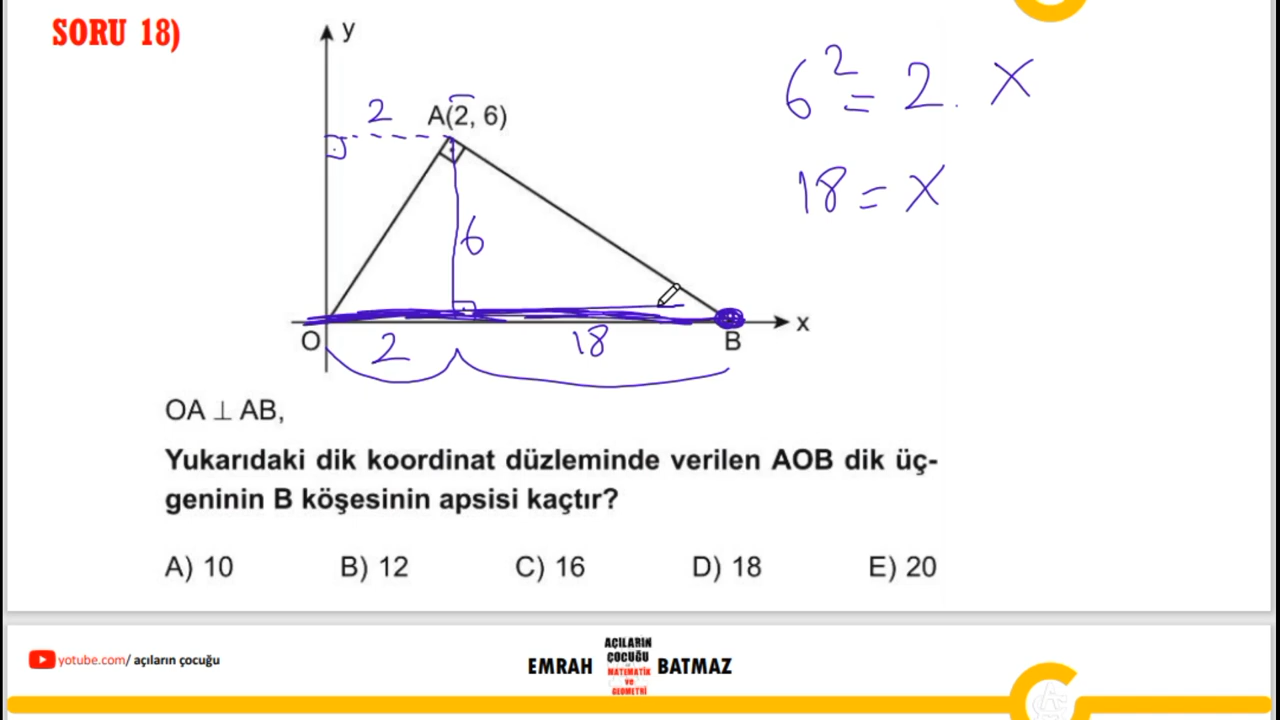 SORU 18)
y
6² = 2. X
2
A(2, 6)
18 = X
6
x
O
2
18
B
OA ⊥ AB,
Yukarıdaki dik koordinat düzleminde verilen AOB dik üç-
geninin B köşesinin apsisi kaçtır?
A) 10 B) 12 C) 16 D) 18 E) 20
yotube.com/ açıların çocuğu
EMRAH
AÇILARIN
ÇOCUĞU
MATEMATİK
ve
GEOMETRİ
BATMAZ